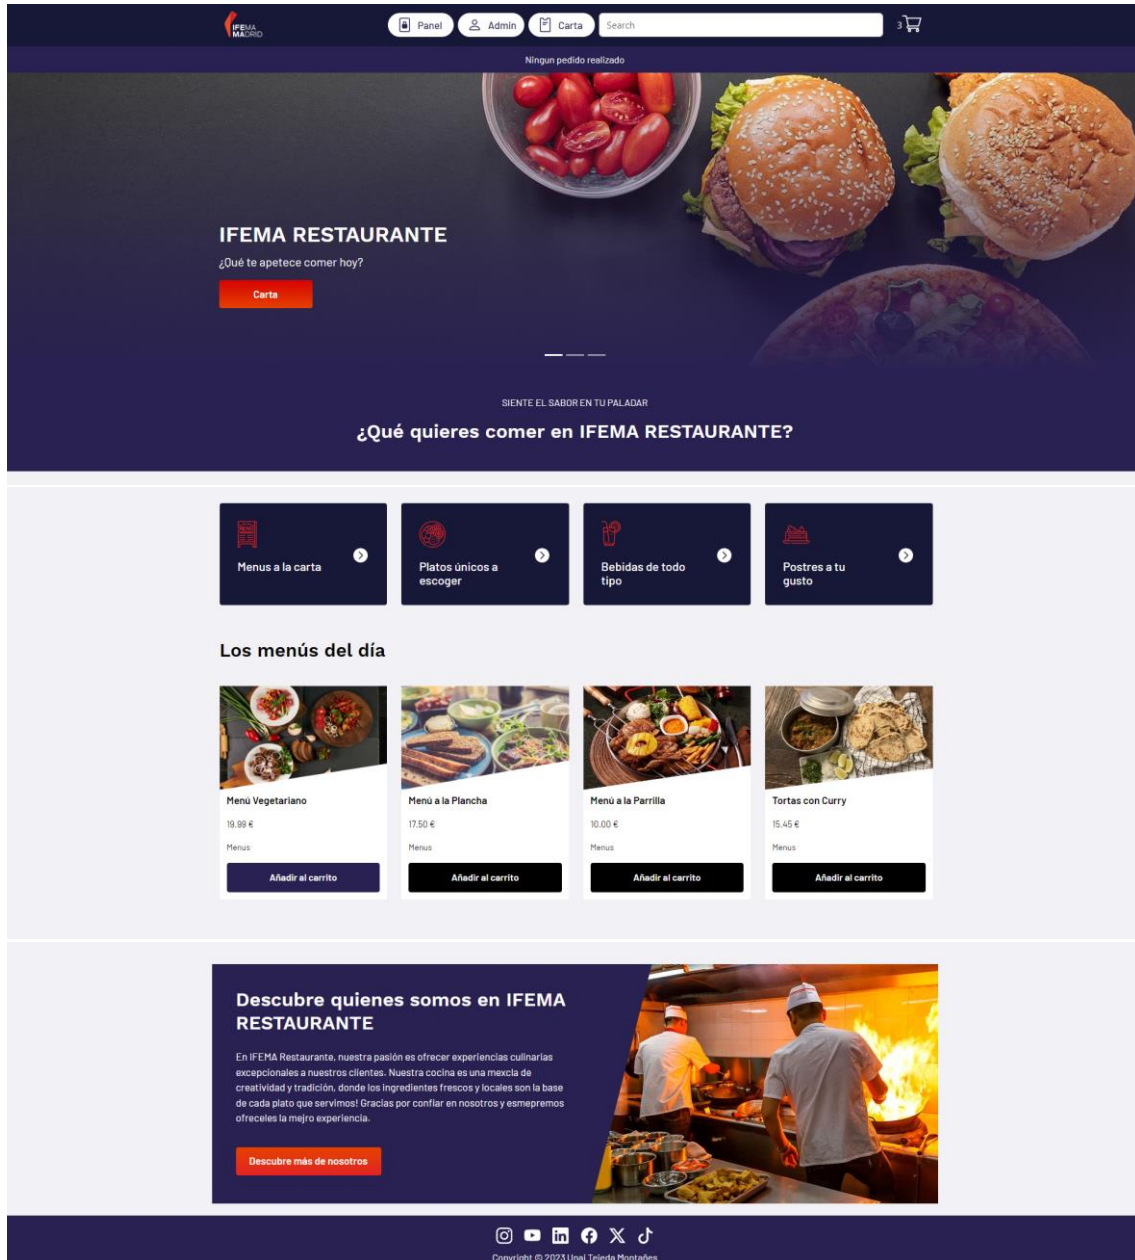 IFEMA
MADRID
Panel
Admin
Carta
Search
3
Ningun pedido realizado
IFEMA RESTAURANTE
¿Qué te apetece comer hoy?
Carta
SIENTE EL SABOR EN TU PALADAR
¿Qué quieres comer en IFEMA RESTAURANTE?
Menus a la carta
Platos únicos a
escoger
Bebidas de todo
tipo
Postres a tu
gusto
Los menús del día
Menú Vegetariano
19.99 €
Menus
Añadir al carrito
Menú a la Plancha
17.50 €
Menus
Añadir al carrito
Menú a la Parrilla
10.00 €
Menus
Añadir al carrito
Tortas con Curry
15.45 €
Menus
Añadir al carrito
Descubre quienes somos en IFEMA
RESTAURANTE
En IFEMA Restaurante, nuestra pasión es ofrecer experiencias culinarias
excepcionales a nuestros clientes. Nuestra cocina es una mexcla de
creatividad y tradición, donde los ingredientes frescos y locales son la base
de cada plato que servimos! Gracias por confiar en nosotros y esmepremos
ofreceles la mejro experiencia.
Descubre más de nosotros
Copyright © 2023 Unai Tejeda Montañes